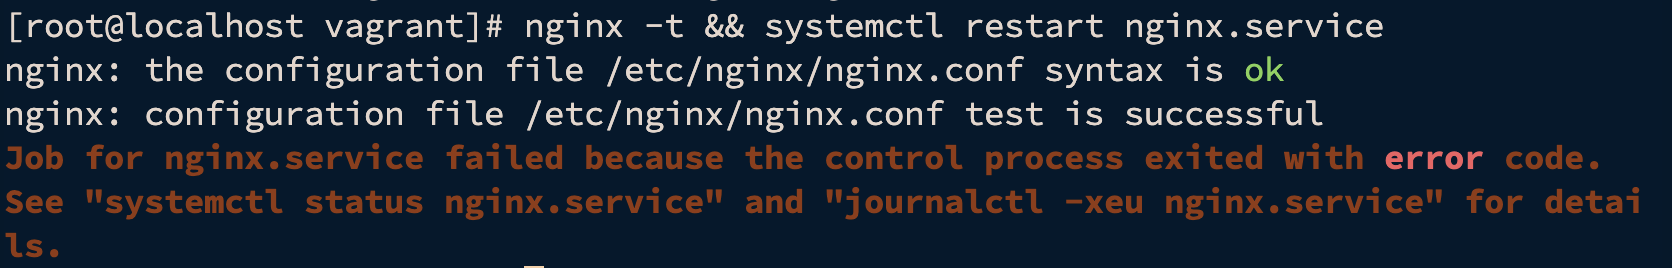 [root@localhost vagrant]# nginx -t && systemctl restart nginx.service
nginx: the configuration file /etc/nginx/nginx.conf syntax is ok
nginx: configuration file /etc/nginx/nginx.conf test is successful
Job for nginx.service failed because the control process exited with error code.
See "systemctl status nginx.service" and "journalctl -xeu nginx.service" for detai
ls.